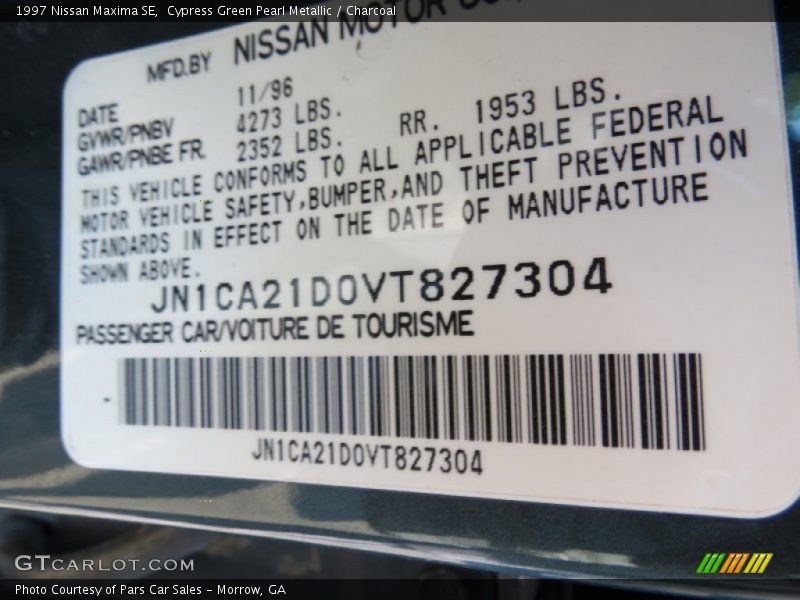 1997 Nissan Maxima SE, Cypress Green Pearl Metallic / Charcoal
MFD.BY NISSAN MOTOR
DATE 11/96
GVWR/PNBV 4273 LBS.
GAWR/PNBE FR. 2352 LBS. RR. 1953 LBS.
THIS VEHICLE CONFORMS TO ALL APPLICABLE FEDERAL
MOTOR VEHICLE SAFETY,BUMPER,AND THEFT PREVENTION
STANDARDS IN EFFECT ON THE DATE OF MANUFACTURE
SHOWN ABOVE.
JN1CA21D0VT827304
PASSENGER CAR/VOITURE DE TOURISME
JN1CA21D0VT827304
GTCARLOT.COM
Photo Courtesy of Pars Car Sales - Morrow, GA